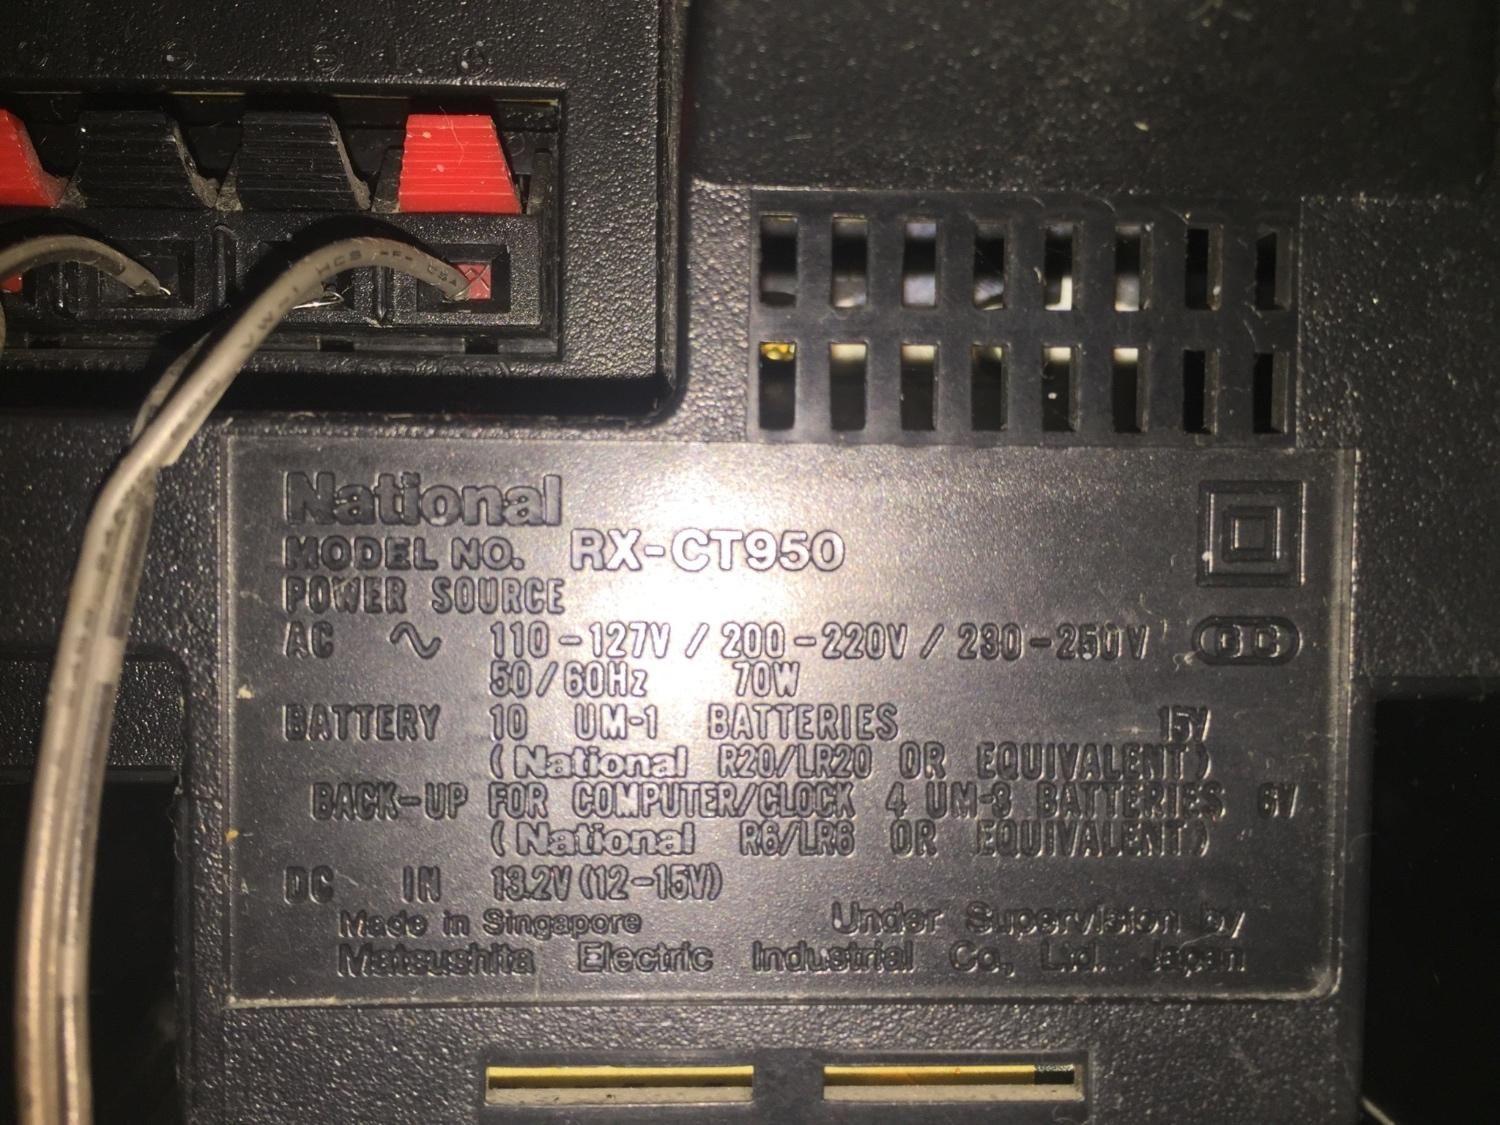 National
MODEL NO. RX-CT950
POWER SOURCE
AC ∿ 110-127V / 200-220V / 230-250V
50/60Hz 70W
BATTERY 10 UM-1 BATTERIES 15V
(National R20/LR20 OR EQUIVALENT)
BACK-UP FOR COMPUTER/CLOCK 4 UM-3 BATTERIES 6V
(National R6/LR6 OR EQUIVALENT)
DC IN 13.2V (12-15V)
Made in Singapore Under Supervision by
Matsushita Electric Industrial Co., Ltd. Japan